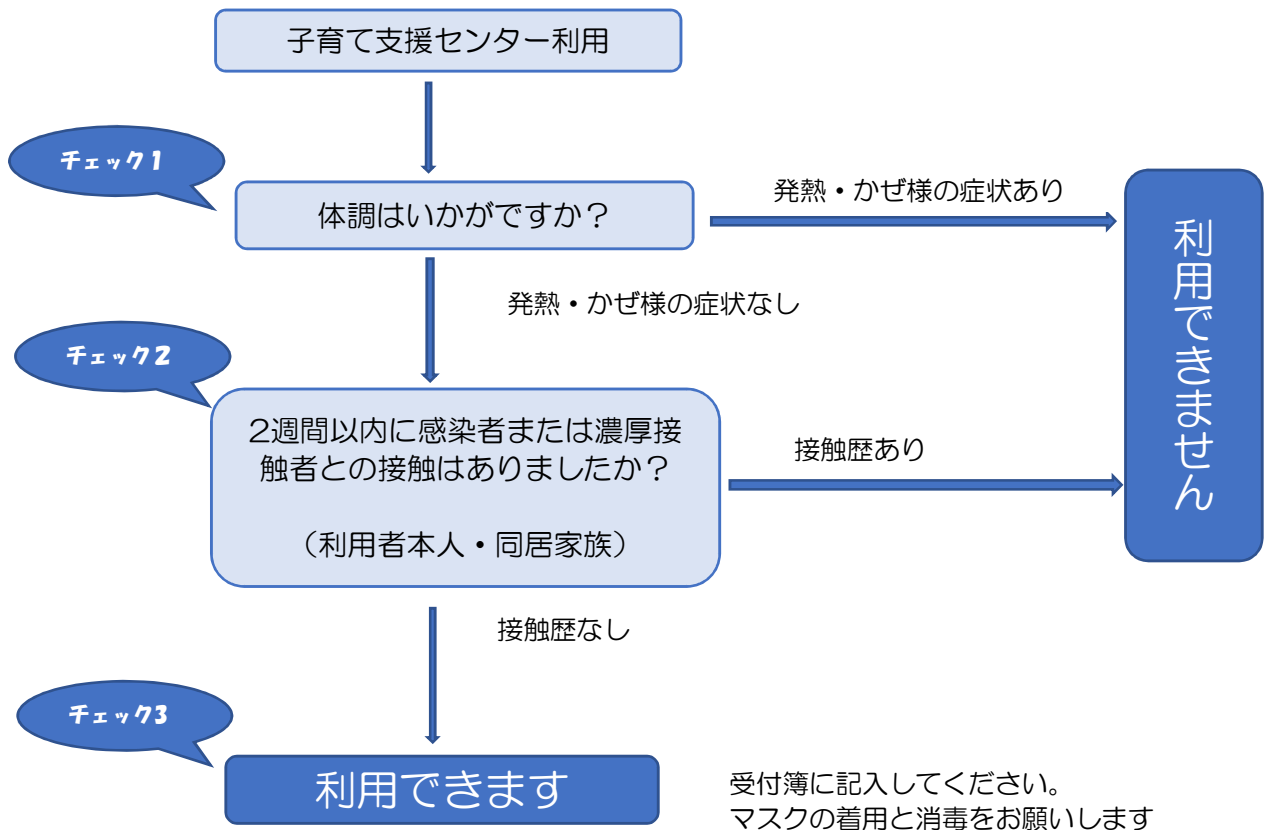 子育て支援センター利用
チェック1
体調はいかがですか？
発熱・かぜ様の症状あり
利用できません
発熱・かぜ様の症状なし
チェック2
2週間以内に感染者または濃厚接
触者との接触はありましたか？
（利用者本人・同居家族）
接触歴あり
接触歴なし
チェック3
利用できます
受付簿に記入してください。
マスクの着用と消毒をお願いします